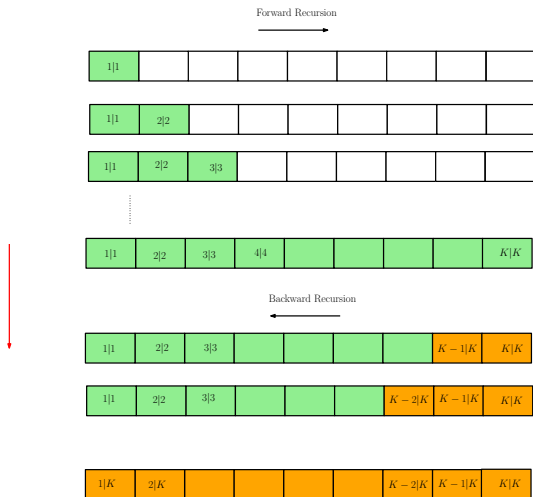 Forward Recursion
1|1
1|1 2|2
1|1 2|2 3|3
1|1 2|2 3|3 4|4 K|K
Backward Recursion
1|1 2|2 3|3 K − 1|K K|K
1|1 2|2 3|3 K − 2|K K − 1|K K|K
1|K 2|K K − 2|K K − 1|K K|K